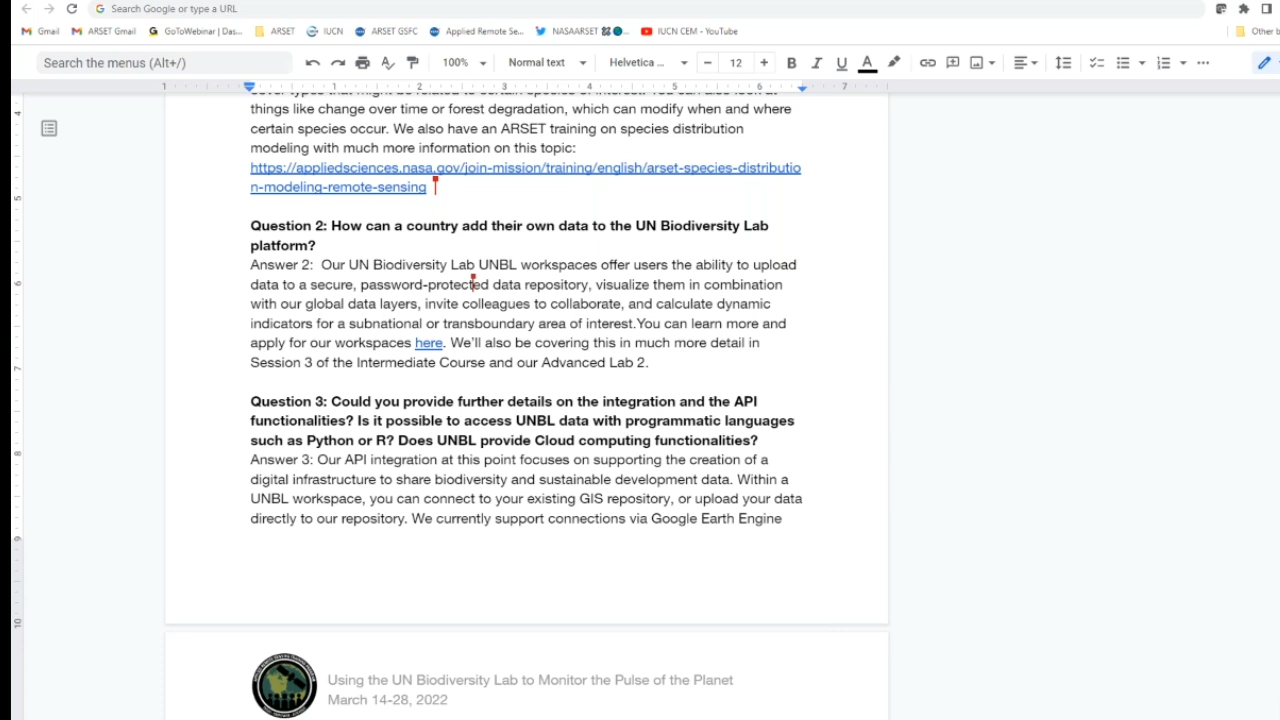 Search Google or type a URL
Gmail
ARSET Gmail
GoToWebinar | Das...
ARSET
IUCN
ARSET GSFC
Applied Remote Se...
NASAARSET
IUCN CEM - YouTube
Other b
Search the menus (Alt+/)
100%
Normal text
Helvetica ...
12
1 1 2 3 4 5 6 7
things like change over time or forest degradation, which can modify when and where
certain species occur. We also have an ARSET training on species distribution
modeling with much more information on this topic:
https://appliedsciences.nasa.gov/join-mission/training/english/arset-species-distributio
n-modeling-remote-sensing
Question 2: How can a country add their own data to the UN Biodiversity Lab
platform?
Answer 2:  Our UN Biodiversity Lab UNBL workspaces offer users the ability to upload
data to a secure, password-protected data repository, visualize them in combination
with our global data layers, invite colleagues to collaborate, and calculate dynamic
indicators for a subnational or transboundary area of interest.You can learn more and
apply for our workspaces here. We'll also be covering this in much more detail in
Session 3 of the Intermediate Course and our Advanced Lab 2.
Question 3: Could you provide further details on the integration and the API
functionalities? Is it possible to access UNBL data with programmatic languages
such as Python or R? Does UNBL provide Cloud computing functionalities?
Answer 3: Our API integration at this point focuses on supporting the creation of a
digital infrastructure to share biodiversity and sustainable development data. Within a
UNBL workspace, you can connect to your existing GIS repository, or upload your data
directly to our repository. We currently support connections via Google Earth Engine
Using the UN Biodiversity Lab to Monitor the Pulse of the Planet
March 14-28, 2022